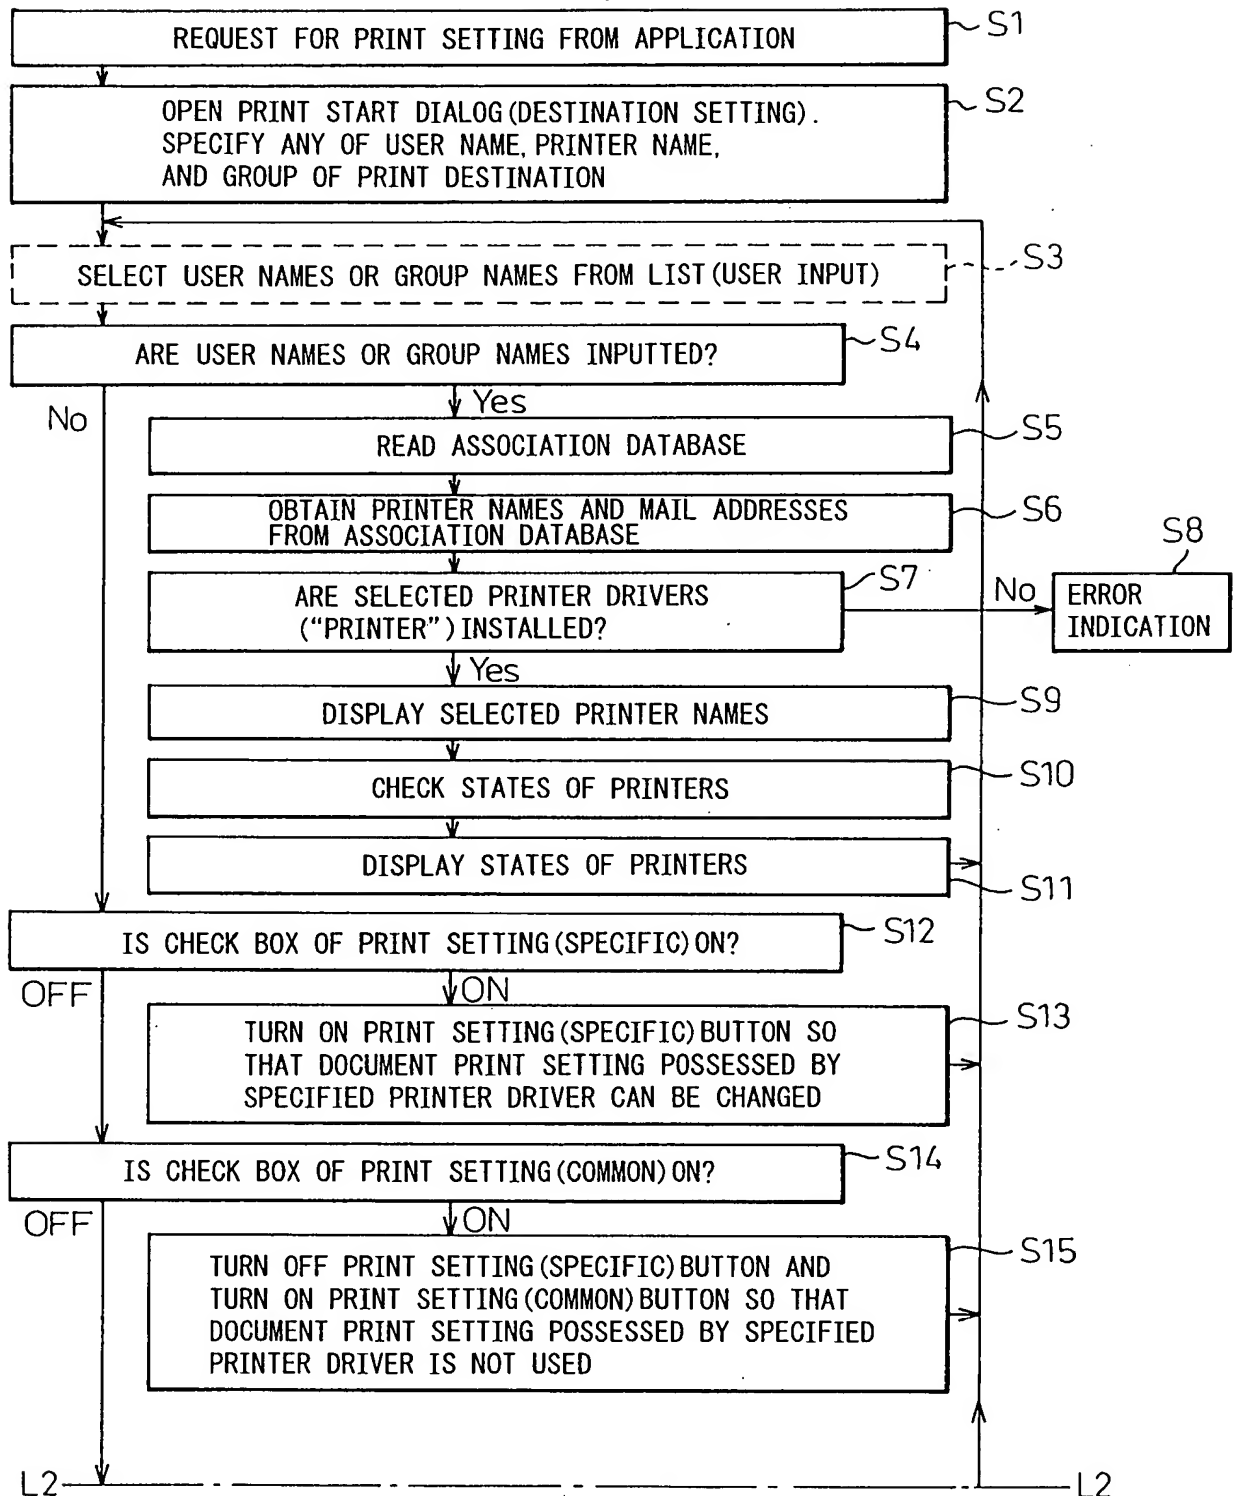 REQUEST FOR PRINT SETTING FROM APPLICATION
S1
OPEN PRINT START DIALOG(DESTINATION SETTING).
SPECIFY ANY OF USER NAME, PRINTER NAME,
AND GROUP OF PRINT DESTINATION
S2
SELECT USER NAMES OR GROUP NAMES FROM LIST(USER INPUT)
S3
ARE USER NAMES OR GROUP NAMES INPUTTED?
S4
No
Yes
READ ASSOCIATION DATABASE
S5
OBTAIN PRINTER NAMES AND MAIL ADDRESSES
FROM ASSOCIATION DATABASE
S6
ARE SELECTED PRINTER DRIVERS
(“PRINTER”)INSTALLED?
S7
No
S8
ERROR
INDICATION
Yes
DISPLAY SELECTED PRINTER NAMES
S9
CHECK STATES OF PRINTERS
S10
DISPLAY STATES OF PRINTERS
S11
IS CHECK BOX OF PRINT SETTING(SPECIFIC)ON?
S12
OFF
ON
TURN ON PRINT SETTING(SPECIFIC)BUTTON SO
THAT DOCUMENT PRINT SETTING POSSESSED BY
SPECIFIED PRINTER DRIVER CAN BE CHANGED
S13
IS CHECK BOX OF PRINT SETTING(COMMON)ON?
S14
OFF
ON
TURN OFF PRINT SETTING(SPECIFIC)BUTTON AND
TURN ON PRINT SETTING(COMMON)BUTTON SO THAT
DOCUMENT PRINT SETTING POSSESSED BY SPECIFIED
PRINTER DRIVER IS NOT USED
S15
L2
L2